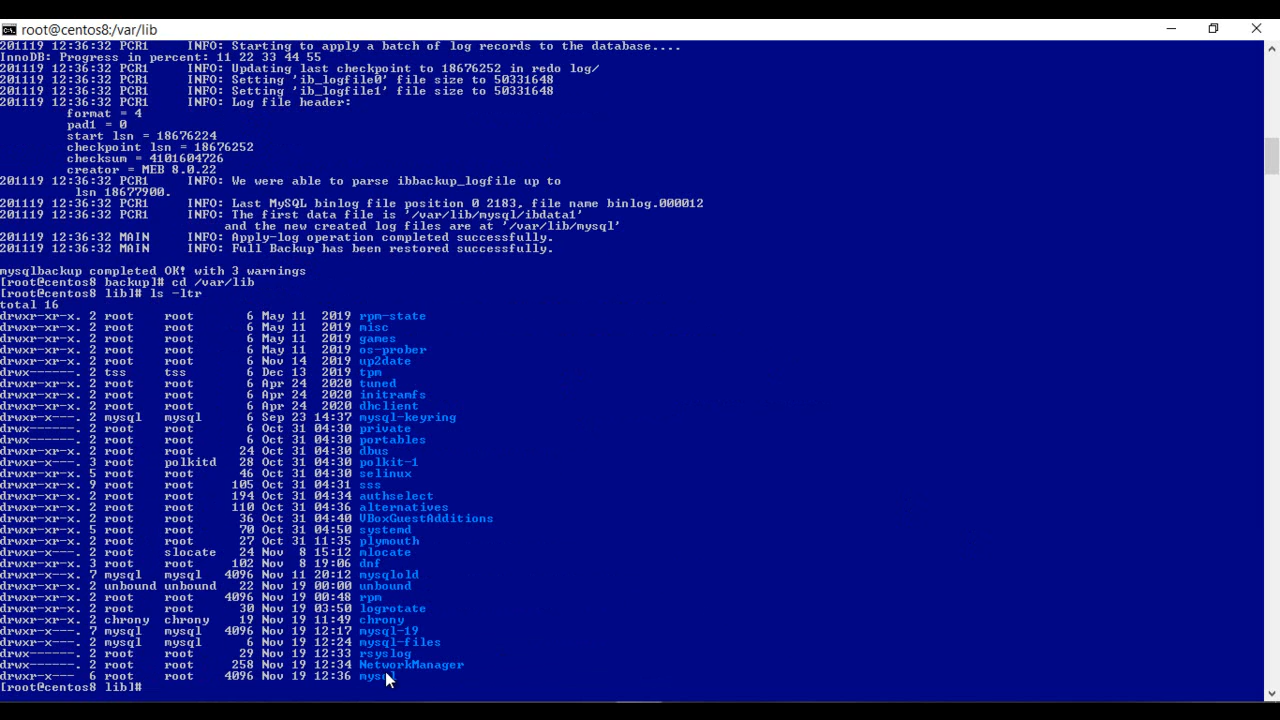 root@centos8:/var/lib
201119 12:36:32 PCR1     INFO: Starting to apply a batch of log records to the database....
InnoDB: Progress in percent: 11 22 33 44 55
201119 12:36:32 PCR1     INFO: Updating last checkpoint to 18676252 in redo log/
201119 12:36:32 PCR1     INFO: Setting 'ib_logfile0' file size to 50331648
201119 12:36:32 PCR1     INFO: Setting 'ib_logfile1' file size to 50331648
201119 12:36:32 PCR1     INFO: Log file header:
format = 4
pad1 = 0
start lsn = 18676224
checkpoint lsn = 18676252
checksum = 4101604726
creator = MEB 8.0.22
201119 12:36:32 PCR1     INFO: We were able to parse ibbackup_logfile up to
lsn 18677900.
201119 12:36:32 PCR1     INFO: Last MySQL binlog file position 0 2183, file name binlog.000012
201119 12:36:32 PCR1     INFO: The first data file is '/var/lib/mysql/ibdata1'
and the new created log files are at '/var/lib/mysql'
201119 12:36:32 MAIN     INFO: Apply-log operation completed successfully.
201119 12:36:32 MAIN     INFO: Full Backup has been restored successfully.
mysqlbackup completed OK! with 3 warnings
[root@centos8 backup]# cd /var/lib
[root@centos8 lib]# ls -ltr
total 16
drwxr-xr-x. 2 root    root       6 May 11  2019 rpm-state
drwxr-xr-x. 2 root    root       6 May 11  2019 misc
drwxr-xr-x. 2 root    root       6 May 11  2019 games
drwxr-xr-x. 2 root    root       6 May 11  2019 os-prober
drwxr-xr-x. 2 root    root       6 Nov 14  2019 up2date
drwx------. 2 tss     tss        6 Dec 13  2019 tpm
drwxr-xr-x. 2 root    root       6 Apr 24  2020 tuned
drwxr-xr-x. 2 root    root       6 Apr 24  2020 initramfs
drwxr-xr-x. 2 root    root       6 Apr 24  2020 dhclient
drwxr-x---. 2 mysql   mysql      6 Sep 23 14:37 mysql-keyring
drwx------. 2 root    root       6 Oct 31 04:30 private
drwx------. 2 root    root       6 Oct 31 04:30 portables
drwxr-xr-x. 2 root    root      24 Oct 31 04:30 dbus
drwxr-x---. 3 root    polkitd   28 Oct 31 04:30 polkit-1
drwxr-xr-x. 5 root    root      46 Oct 31 04:30 selinux
drwxr-xr-x. 9 root    root     105 Oct 31 04:31 sss
drwxr-xr-x. 2 root    root     194 Oct 31 04:34 authselect
drwxr-xr-x. 2 root    root     110 Oct 31 04:36 alternatives
drwxr-xr-x. 2 root    root      36 Oct 31 04:40 VBoxGuestAdditions
drwxr-xr-x. 5 root    root      70 Oct 31 04:50 systemd
drwxr-xr-x. 2 root    root      27 Oct 31 11:35 plymouth
drwxr-x---. 2 root    slocate   24 Nov  8 15:12 mlocate
drwxr-xr-x. 3 root    root     102 Nov  8 19:06 dnf
drwxr-x--x. 7 mysql   mysql   4096 Nov 11 20:12 mysqlold
drwxr-xr-x. 2 unbound unbound   22 Nov 19 00:00 unbound
drwxr-xr-x. 2 root    root    4096 Nov 19 00:48 rpm
drwxr-xr-x. 2 root    root      30 Nov 19 03:50 logrotate
drwxr-x---. 2 chrony  chrony    19 Nov 19 11:49 chrony
drwxr-x---. 7 mysql   mysql   4096 Nov 19 12:17 mysql-19
drwxr-x---. 2 mysql   mysql      6 Nov 19 12:24 mysql-files
drwx------. 2 root    root      29 Nov 19 12:33 rsyslog
drwx------. 2 root    root     258 Nov 19 12:34 NetworkManager
drwxr-x---  6 root    root    4096 Nov 19 12:36 mysql
[root@centos8 lib]#